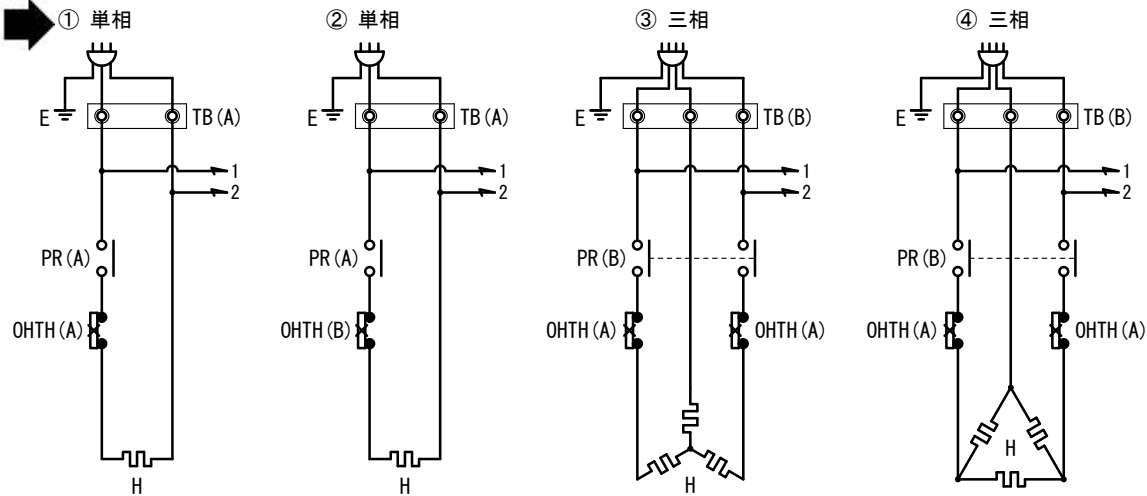 ① 単相
② 単相
③ 三相
④ 三相
E TB(A)
E TB(A)
E TB(B)
E TB(B)
1
1
1
1
2
2
2
2
PR(A)
PR(A)
PR(B)
PR(B)
OHTH(A)
OHTH(B)
OHTH(A) OHTH(A)
OHTH(A) OHTH(A)
H
H
H
H